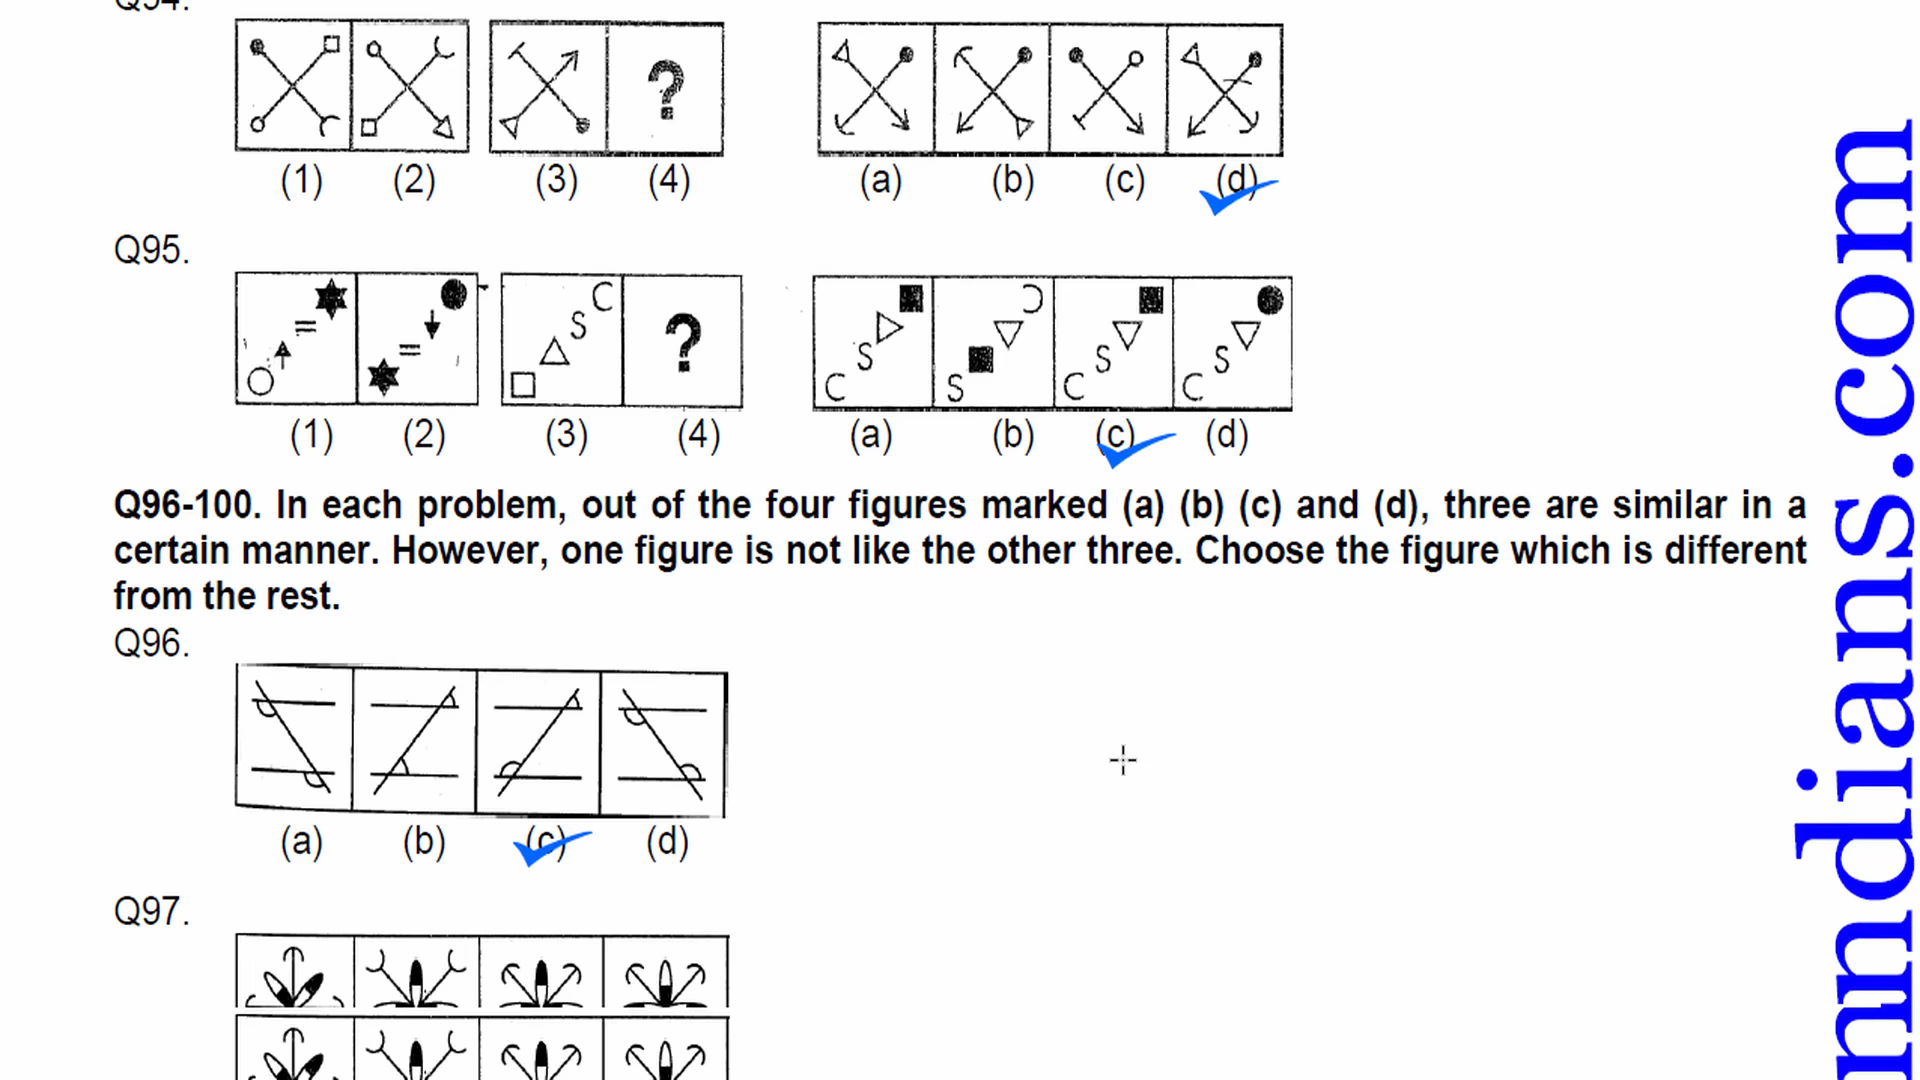 Q94.
? 
(1) (2) (3) (4) (a) (b) (c) (d)
Q95.
= = S C ? S C S C S C S C
(1) (2) (3) (4) (a) (b) (c) (d)
Q96-100. In each problem, out of the four figures marked (a) (b) (c) and (d), three are similar in a
certain manner. However, one figure is not like the other three. Choose the figure which is different
from the rest.
Q96.
(a) (b) (c) (d)
Q97.
ndians.com